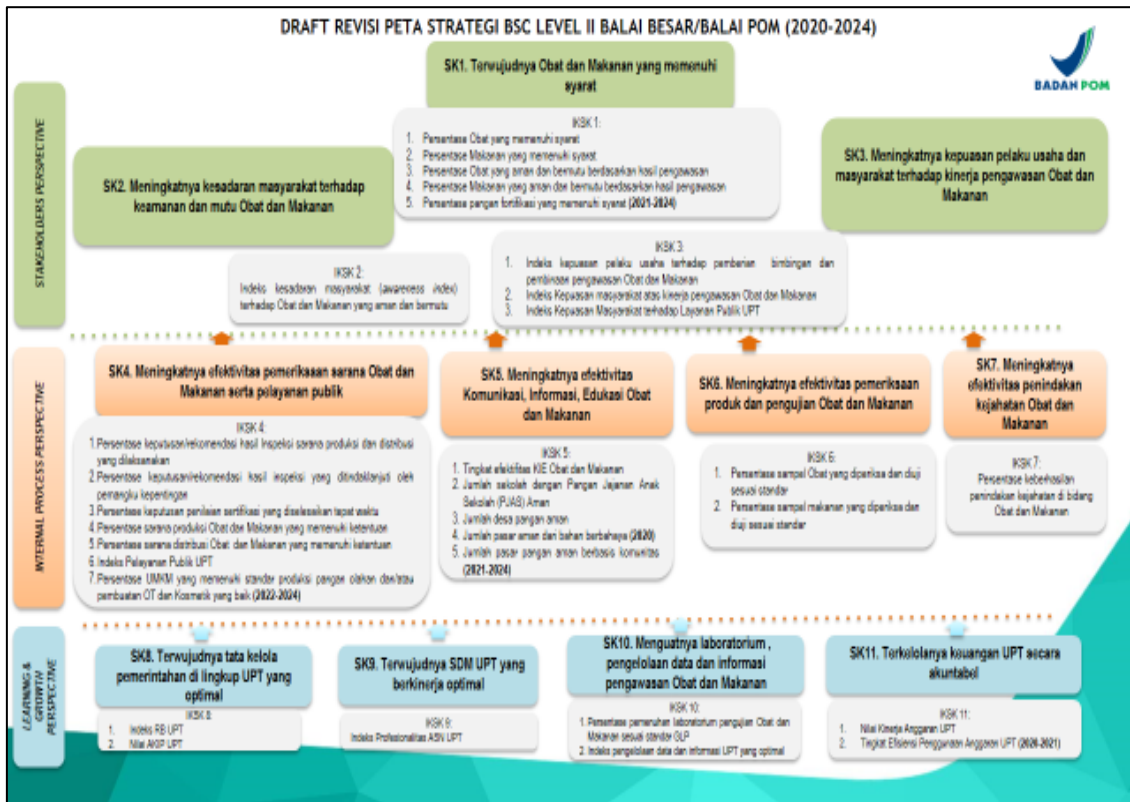 DRAFT REVISI PETA STRATEGI BSC LEVEL II BALAI BESAR/BALAI POM (2020-2024)
BADAN POM
STAKEHOLDERS PERSPECTIVE
SK1. Terwujudnya Obat dan Makanan yang memenuhi
syarat
IKSK 1:
1. Persentase Obat yang memenuhi syarat
2. Persentase Makanan yang memenuhi syarat
3. Persentase Obat yang aman dan bermutu berdasarkan hasil pengawasan
4. Persentase Makanan yang aman dan bermutu berdasarkan hasil pengawasan
5. Persentase pangan fortifikasi yang memenuhi syarat (2021-2024)
SK2. Meningkatnya kesadaran masyarakat terhadap
keamanan dan mutu Obat dan Makanan
IKSK 2:
Indeks kesadaran masyarakat (awareness index)
terhadap Obat dan Makanan yang aman dan bermutu
SK3. Meningkatnya kepuasan pelaku usaha dan
masyarakat terhadap kinerja pengawasan Obat dan
Makanan
IKSK 3:
1. Indeks kepuasan pelaku usaha terhadap pemberian bimbingan dan
pembinaan pengawasan Obat dan Makanan
2. Indeks Kepuasan masyarakat atas kinerja pengawasan Obat dan Makanan
3. Indeks Kepuasan Masyarakat terhadap Layanan Publik UPT
INTERNAL PROCESS PERSPECTIVE
SK4. Meningkatnya efektivitas pemeriksaan sarana Obat dan
Makanan serta pelayanan publik
IKSK 4:
1. Persentase keputusan/rekomendasi hasil Inspeksi sarana produksi dan distribusi
yang dilaksanakan
2. Persentase keputusan/rekomendasi hasil inspeksi yang ditindaklanjuti oleh
pemangku kepentingan
3. Persentase keputusan penilaian sertifikasi yang diselesaikan tepat waktu
4. Persentase sarana produksi Obat dan Makanan yang memenuhi ketentuan
5. Persentase sarana distribusi Obat dan Makanan yang memenuhi ketentuan
6. Indeks Pelayanan Publik UPT
7. Persentase UMKM yang memenuhi standar produksi pangan olahan dan/atau
pembuatan OT dan Kosmetik yang baik (2022-2024)
SK5. Meningkatnya efektivitas
Komunikasi, Informasi, Edukasi Obat
dan Makanan
IKSK 5:
1. Tingkat efektifitas KIE Obat dan Makanan
2. Jumlah sekolah dengan Pangan Jajanan Anak
Sekolah (PJAS) Aman
3. Jumlah desa pangan aman
4. Jumlah pasar aman dari bahan berbahaya (2020)
5. Jumlah pasar pangan aman berbasis komunitas
(2021-2024)
SK6. Meningkatnya efektivitas pemeriksaan
produk dan pengujian Obat dan Makanan
IKSK 6:
1. Persentase sampel Obat yang diperiksa dan diuji
sesuai standar
2. Persentase sampel makanan yang diperiksa dan
diuji sesuai standar
SK7. Meningkatnya
efektivitas penindakan
kejahatan Obat dan
Makanan
IKSK 7:
Persentase keberhasilan
penindakan kejahatan di bidang
Obat dan Makanan
LEARNING &
GROWTH
PERSPECTIVE
SK8. Terwujudnya tata kelola
pemerintahan di lingkup UPT yang
optimal
IKSK 8:
1. Indeks RB UPT
2. Nilai AKIP UPT
SK9. Terwujudnya SDM UPT yang
berkinerja optimal
IKSK 9:
Indeks Profesionalitas ASN UPT
SK10. Menguatnya laboratorium ,
pengelolaan data dan informasi
pengawasan Obat dan Makanan
IKSK 10:
1. Persentase pemenuhan laboratorium pengujian Obat dan
Makanan sesuai standar GLP
2. Indeks pengelolaan data dan informasi UPT yang optimal
SK11. Terkelolanya keuangan UPT secara
akuntabel
IKSK 11:
1. Nilai Kinerja Anggaran UPT
2. Tingkat Efisiensi Penggunaan Anggaran UPT (2020-2021)